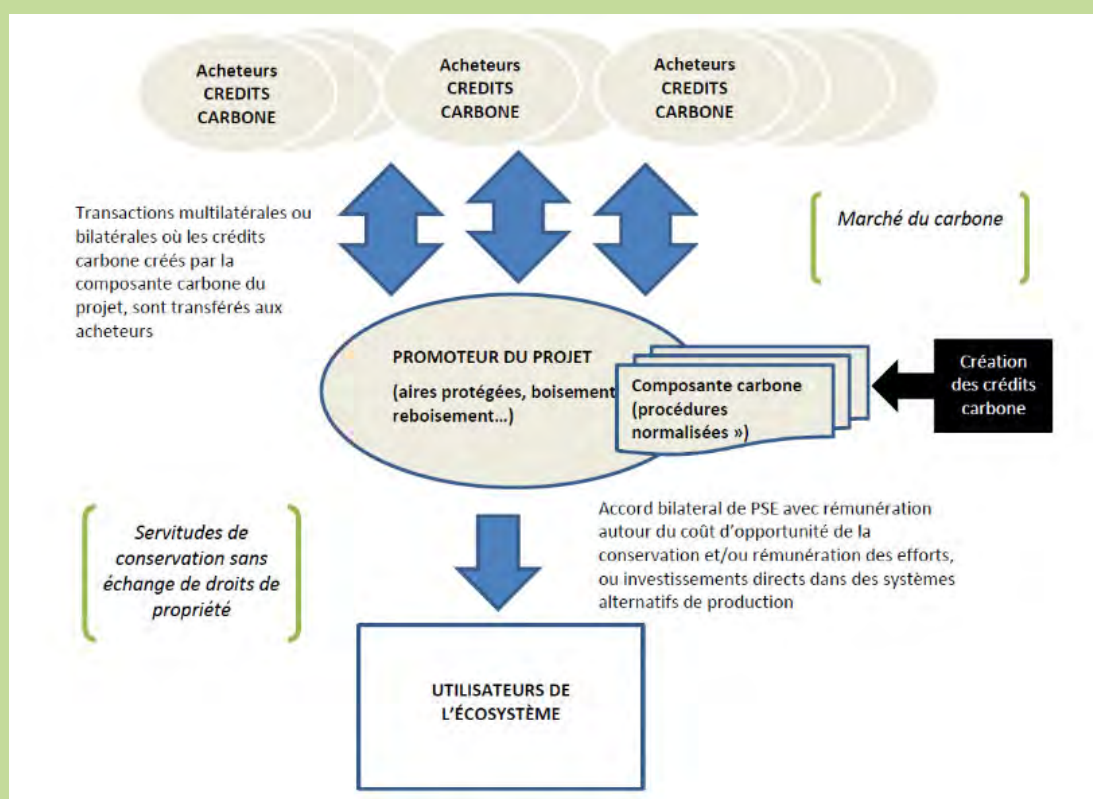 Acheteurs
CREDITS
CARBONE
Acheteurs
CREDITS
CARBONE
Acheteurs
CREDITS
CARBONE
Transactions multilatérales ou
bilatérales où les crédits
carbone créés par la
composante carbone du
projet, sont transférés aux
acheteurs
Marché du carbone
PROMOTEUR DU PROJET
(aires protégées, boisement
reboisement...)
Composante carbone
(procédures
normalisées »)
Création
des crédits
carbone
Servitudes de
conservation sans
échange de droits de
propriété
Accord bilateral de PSE avec rémunération
autour du coût d'opportunité de la
conservation et/ou rémunération des efforts,
ou investissements directs dans des systèmes
alternatifs de production
UTILISATEURS DE
L'ÉCOSYSTÈME